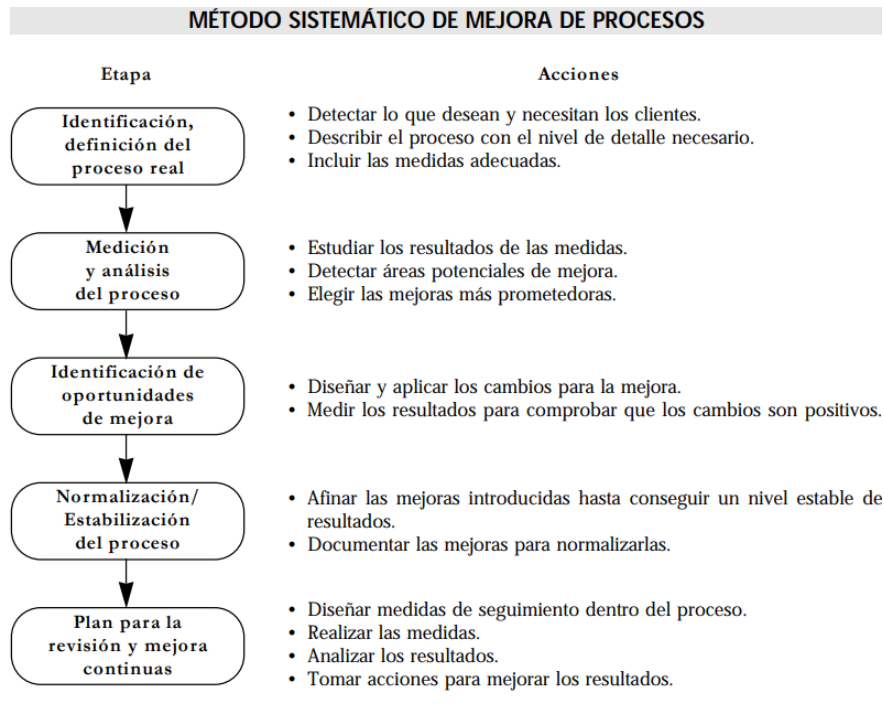 MÉTODO SISTEMÁTICO DE MEJORA DE PROCESOS
Etapa
Acciones
Identificación,
definición del
proceso real
• Detectar lo que desean y necesitan los clientes.
• Describir el proceso con el nivel de detalle necesario.
• Incluir las medidas adecuadas.
Medición
y análisis
del proceso
• Estudiar los resultados de las medidas.
• Detectar áreas potenciales de mejora.
• Elegir las mejoras más prometedoras.
Identificación de
oportunidades
de mejora
• Diseñar y aplicar los cambios para la mejora.
• Medir los resultados para comprobar que los cambios son positivos.
Normalización/
Estabilización
del proceso
• Afinar las mejoras introducidas hasta conseguir un nivel estable de
resultados.
• Documentar las mejoras para normalizarlas.
Plan para la
revisión y mejora
continuas
• Diseñar medidas de seguimiento dentro del proceso.
• Realizar las medidas.
• Analizar los resultados.
• Tomar acciones para mejorar los resultados.